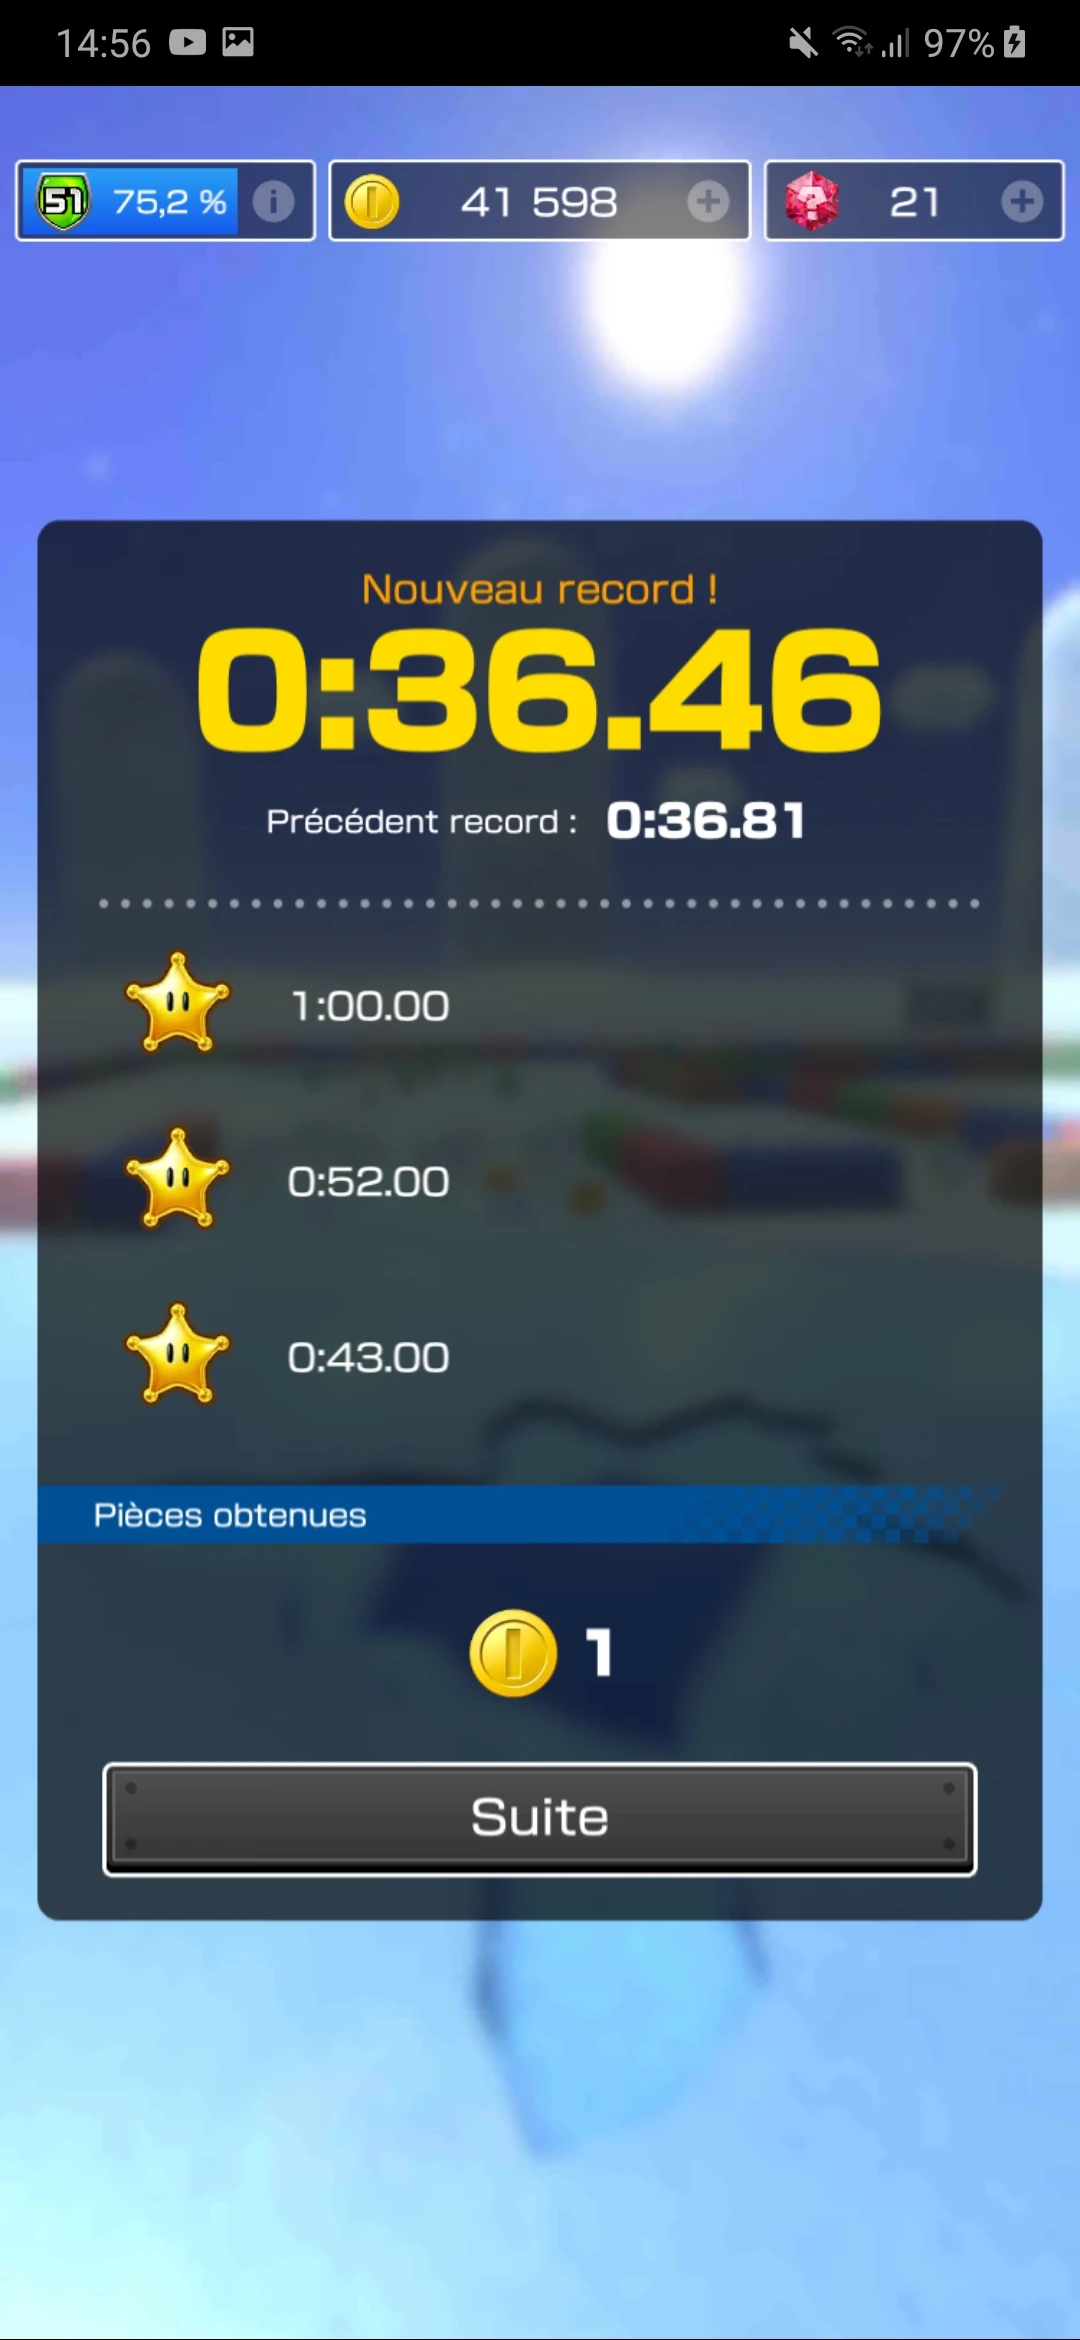 14:56 97%
51 75,2 % i 41 598 + ? 21 +
Nouveau record !
0:36.46
Précédent record : 0:36.81
1:00.00
0:52.00
0:43.00
Pièces obtenues
1
Suite